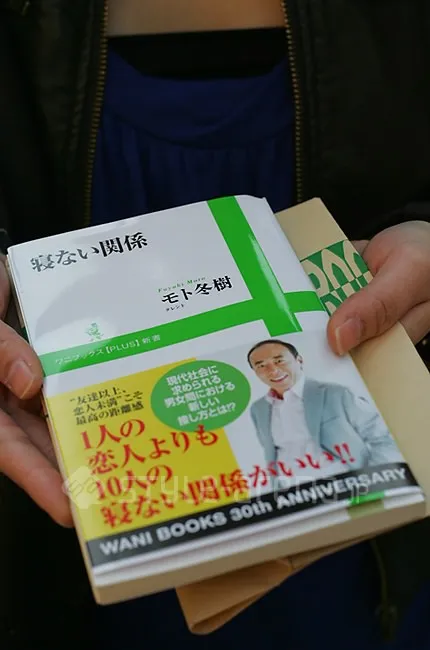 寝ない関係
Fuyuki Moto
モト冬樹
タレント
ワニブックス【PLUS】新書
現代社会に
求められる
男女間における
新しい
接し方とは!?
“友達以上、
恋人未満”こそ
最高の距離感
1人の
恋人よりも
10人の
寝ない関係がいい!!
WANI BOOKS 30th ANNIVERSARY